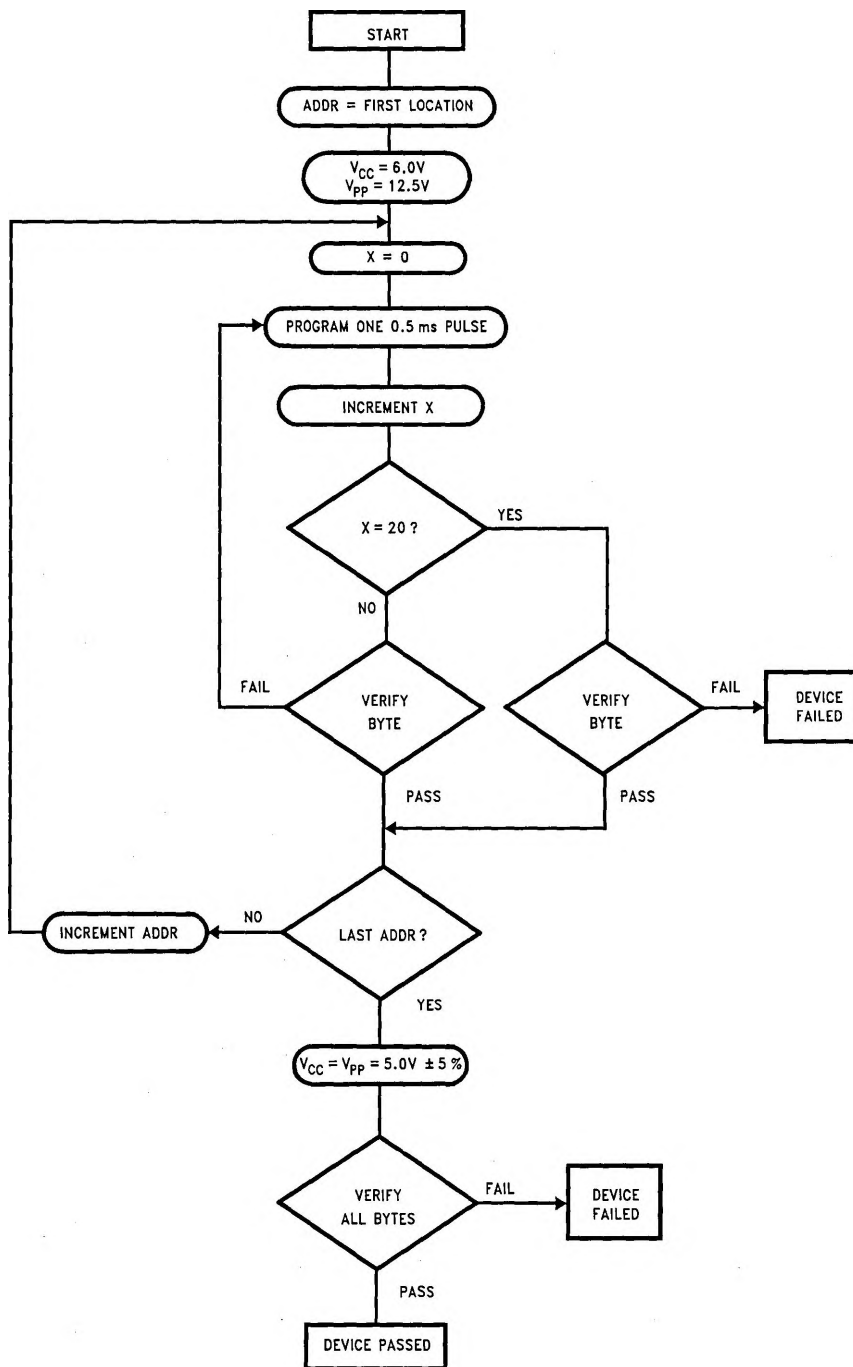 START
ADDR = FIRST LOCATION
VCC = 6.0V
VPP = 12.5V
X = 0
PROGRAM ONE 0.5 ms PULSE
INCREMENT X
X = 20 ?
YES
NO
FAIL
VERIFY
BYTE
VERIFY
BYTE
FAIL
DEVICE
FAILED
PASS
PASS
INCREMENT ADDR
NO
LAST ADDR ?
YES
VCC = VPP = 5.0V ± 5 %
VERIFY
ALL BYTES
FAIL
DEVICE
FAILED
PASS
DEVICE PASSED